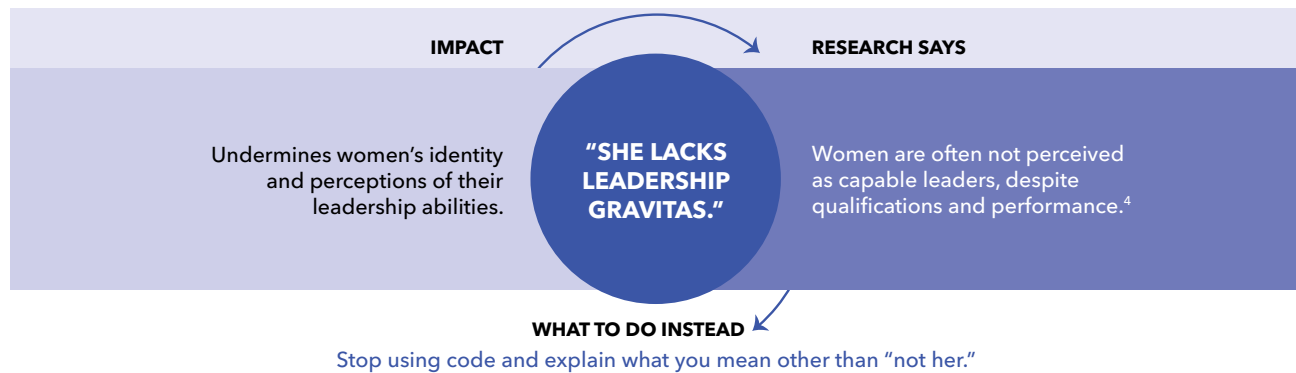 IMPACT
Undermines women’s identity
and perceptions of their
leadership abilities.
“SHE LACKS
LEADERSHIP
GRAVITAS.”
RESEARCH SAYS
Women are often not perceived
as capable leaders, despite
qualifications and performance.⁴
WHAT TO DO INSTEAD
Stop using code and explain what you mean other than “not her.”